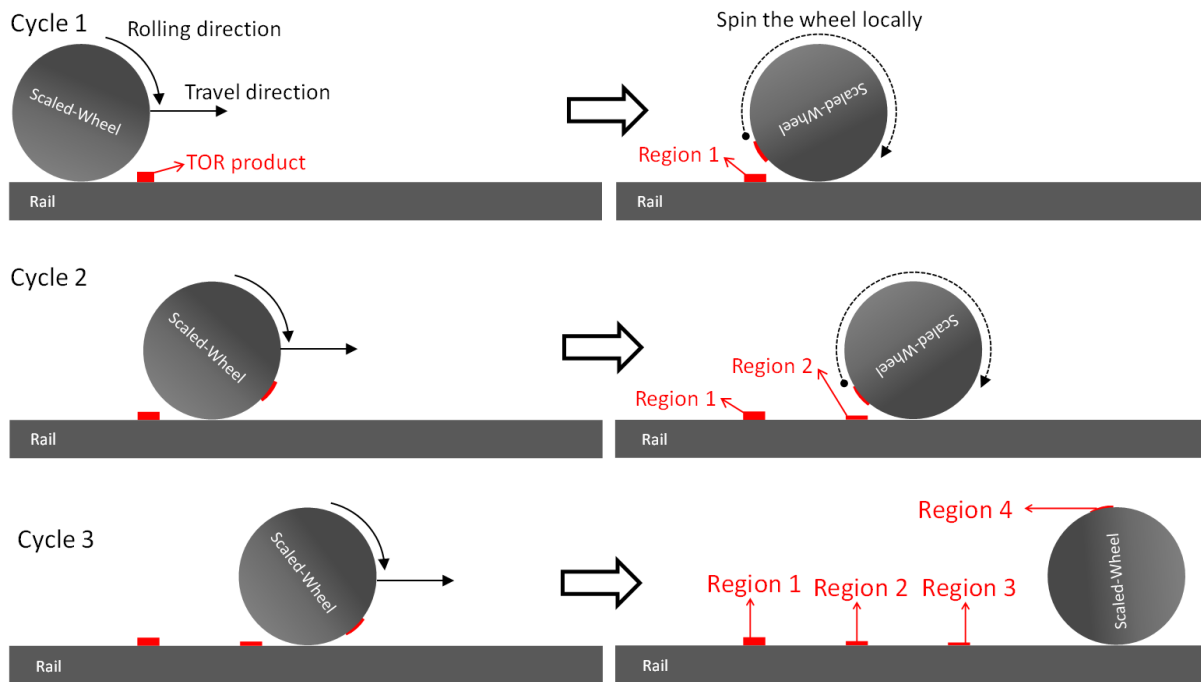 Cycle 1
Rolling direction
Scaled-Wheel
Travel direction
TOR product
Rail
Spin the wheel locally
Scaled-Wheel
Region 1
Rail
Cycle 2
Scaled-Wheel
Rail
Scaled-Wheel
Region 2
Region 1
Rail
Cycle 3
Scaled-Wheel
Rail
Region 4
Scaled-Wheel
Region 1 Region 2 Region 3
Rail